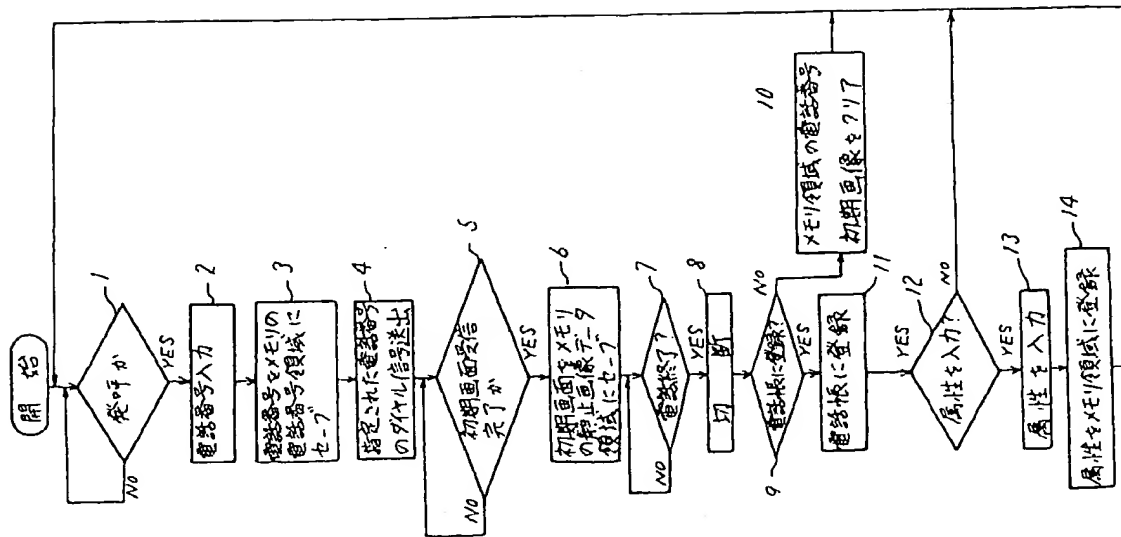 開始
1
発呼か
NO
YES
2
電話番号入力
3
電話番号をメモリの
電話番号領域に
セーブ
4
指定された電話番号
のダイヤル信号送出
5
初期画面受信
完了か
NO
YES
6
初期画面をメモリ
の静止画像データ
領域にセーブ
7
電話終了?
NO
YES
8
切断
9
電話帳に登録?
NO
YES
10
メモリ領域の電話番号
初期画像をクリア
11
電話帳に登録
YES
12
属性を入力?
NO
YES
13
属性を入力
14
属性をメモリ領域に登録